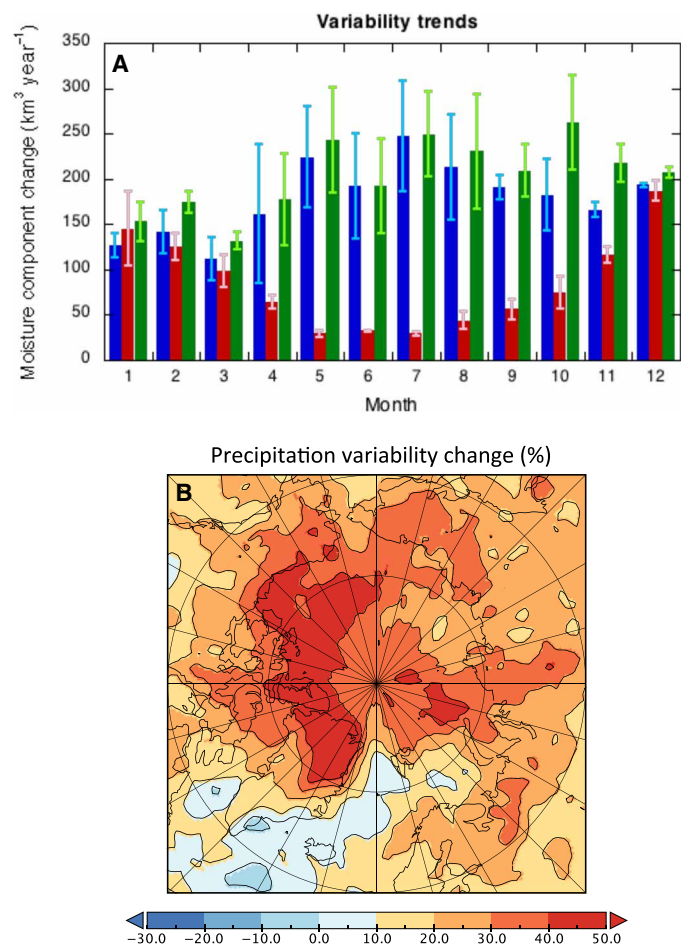 Variability trends
A
Moisture component change (km³ year⁻¹)
350
300
250
200
150
100
50
0
1 2 3 4 5 6 7 8 9 10 11 12
Month
Precipitation variability change (%)
B
−30.0 −20.0 −10.0 0.0 10.0 20.0 30.0 40.0 50.0